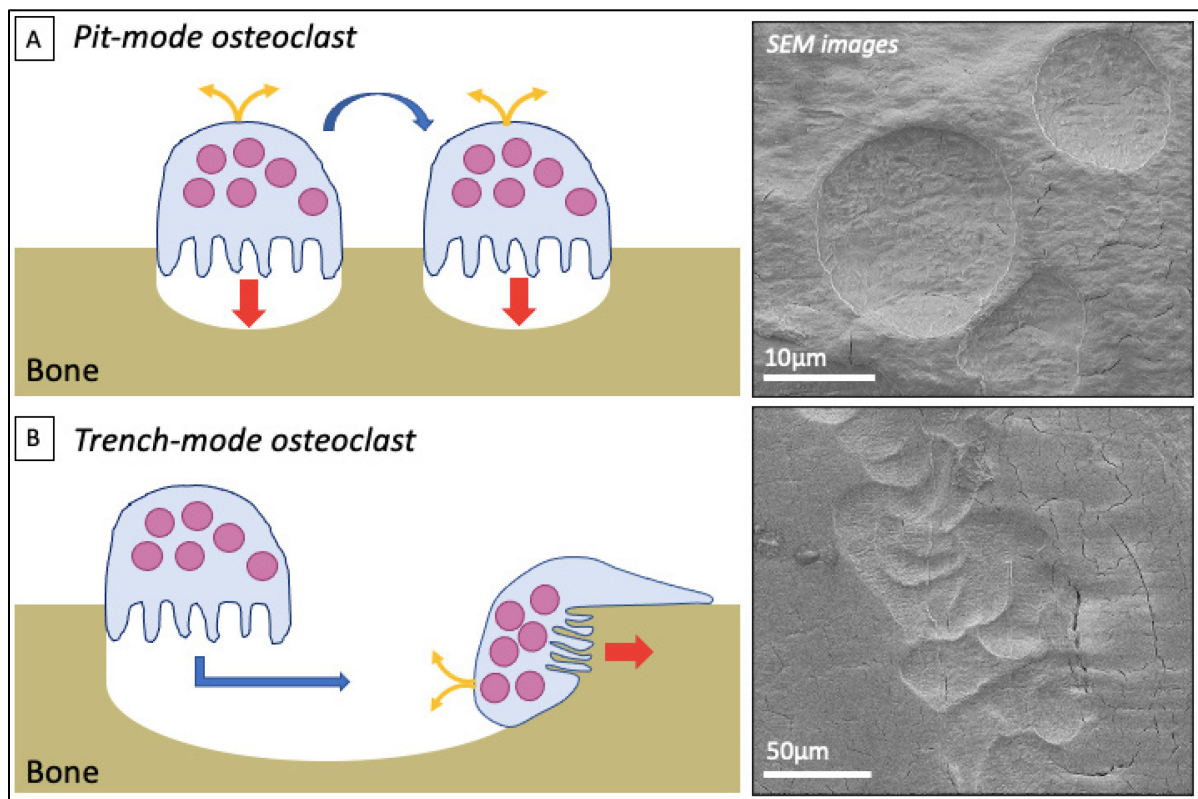 A Pit-mode osteoclast
SEM images
Bone
10µm
B Trench-mode osteoclast
Bone
50µm